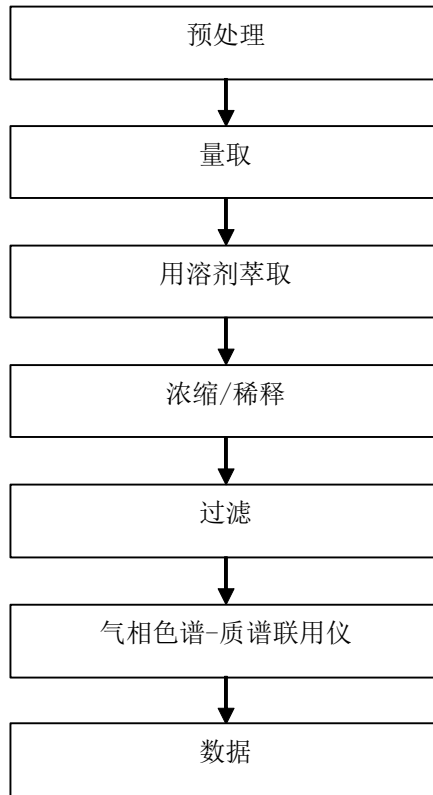 预处理
量取
用溶剂萃取
浓缩/稀释
过滤
气相色谱-质谱联用仪
数据